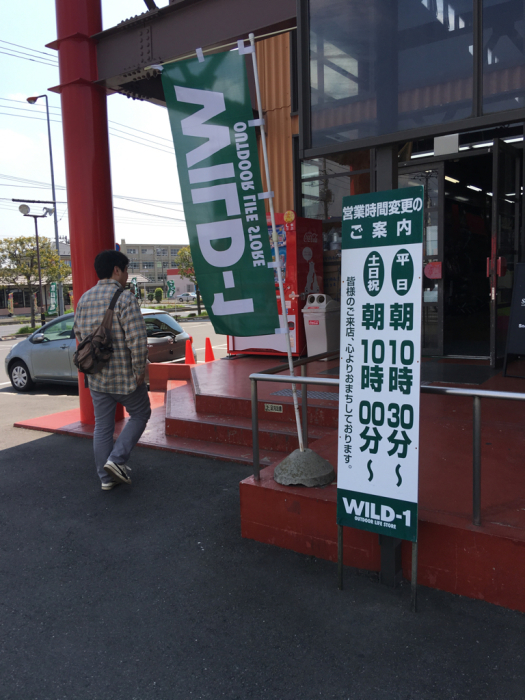 WILD-1
OUTDOOR LIFE STORE
営業時間変更の
ご案内
平日
朝10時30分～
土日祝
朝10時00分～
皆様のご来店、心よりおまちしております。
WILD-1
OUTDOOR LIFE STORE